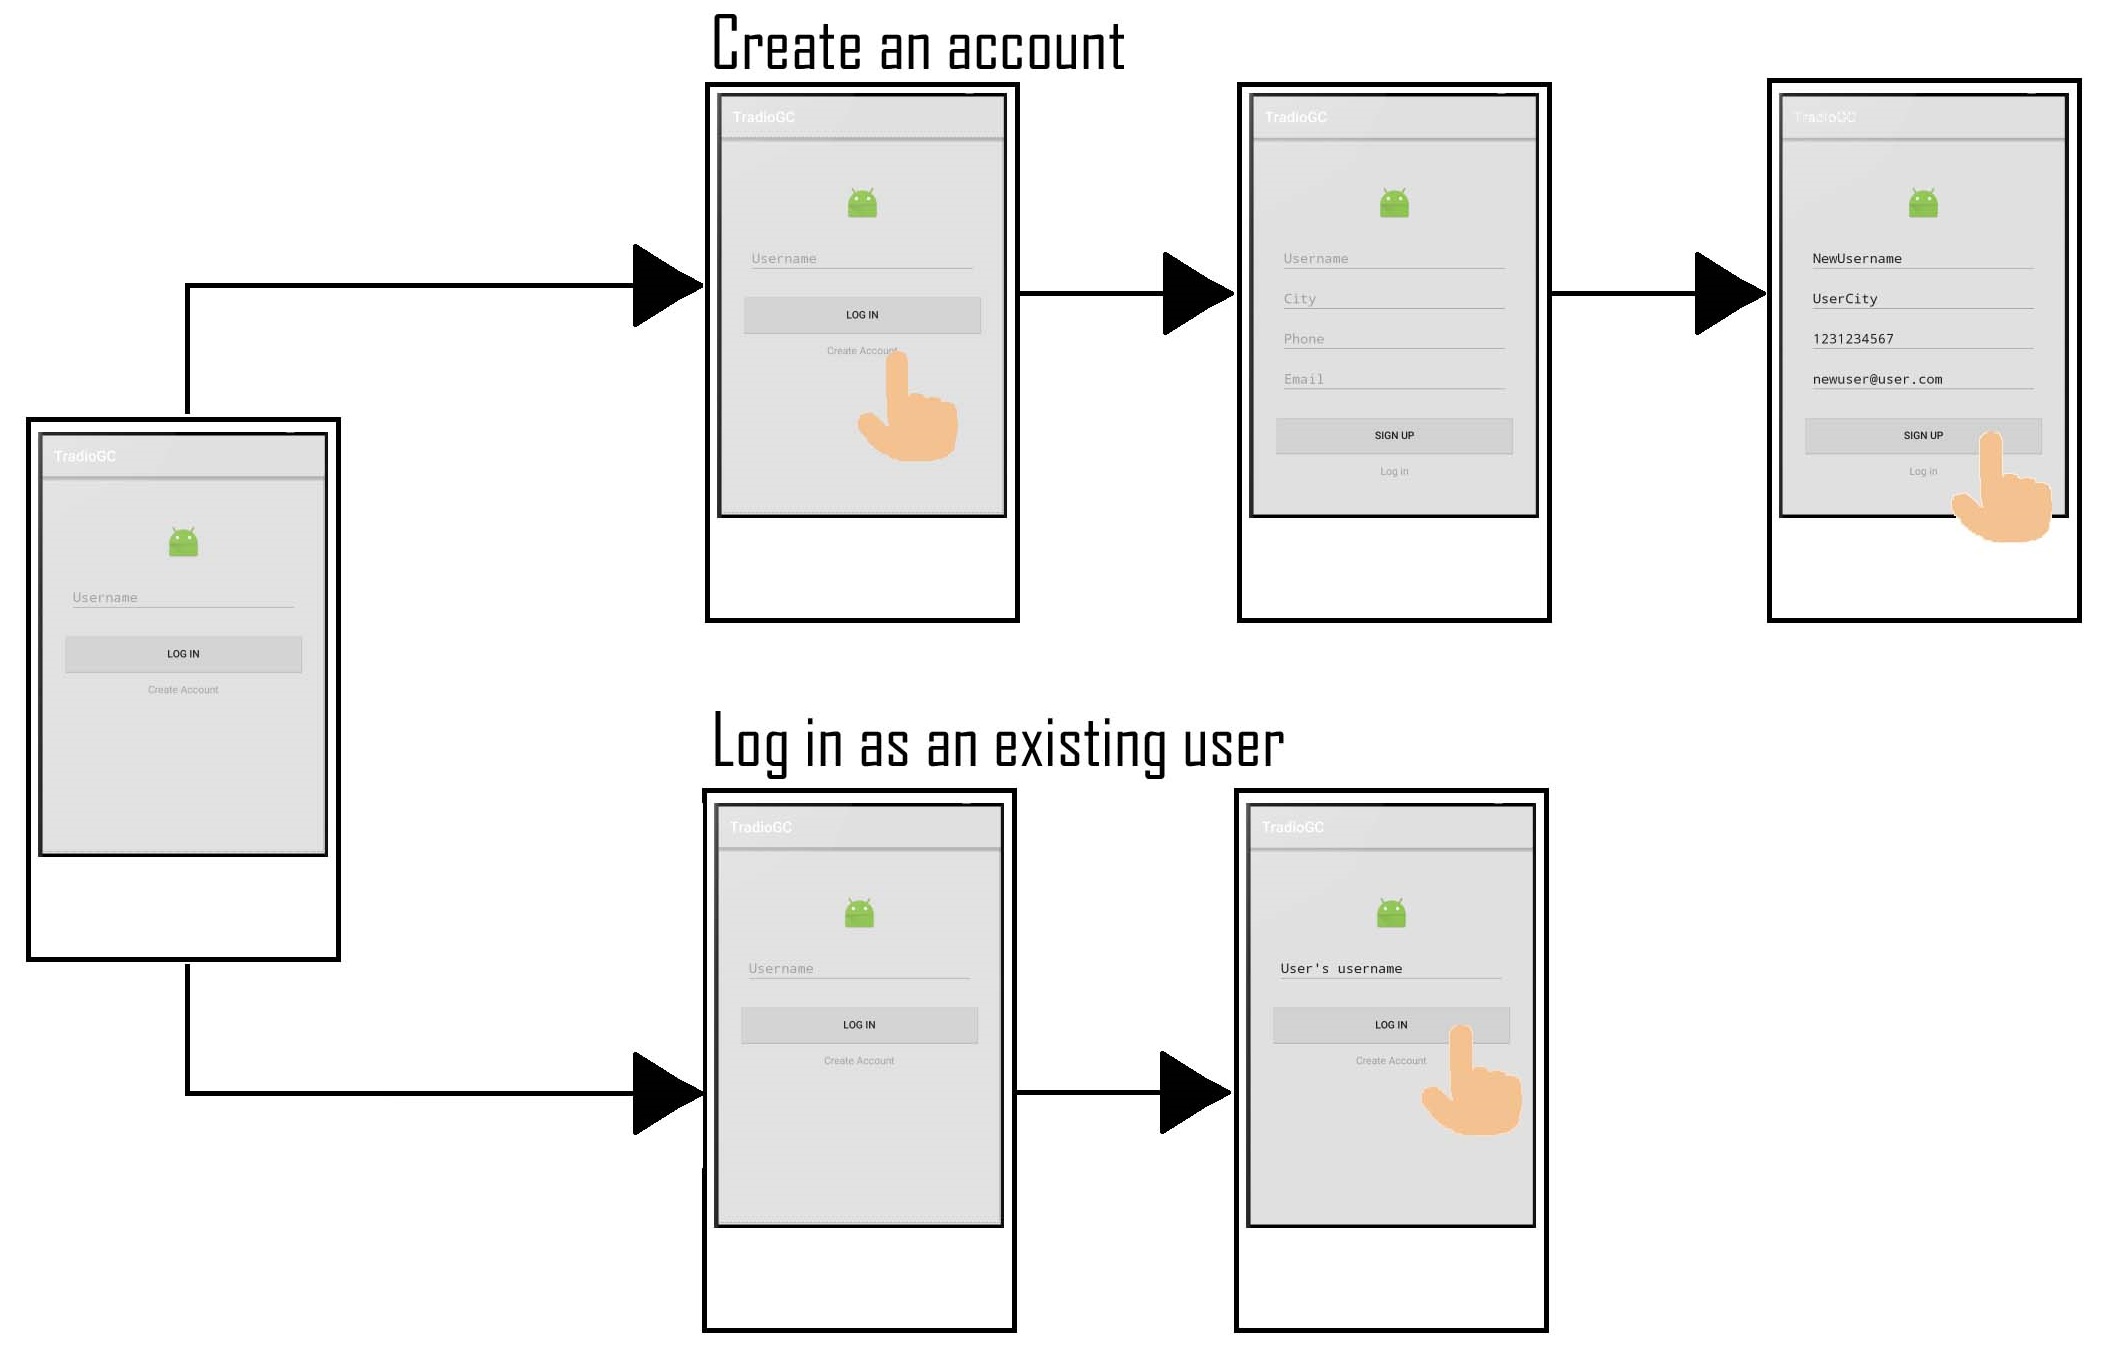 Create an account
TradioGC
Username
LOG IN
Create Account
TradioGC
Username
City
Phone
Email
SIGN UP
Log in
TradioGC
NewUsername
UserCity
1231234567
newuser@user.com
SIGN UP
Log in
TradioGC
Username
LOG IN
Create Account
Log in as an existing user
TradioGC
Username
LOG IN
Create Account
TradioGC
User's username
LOG IN
Create Account